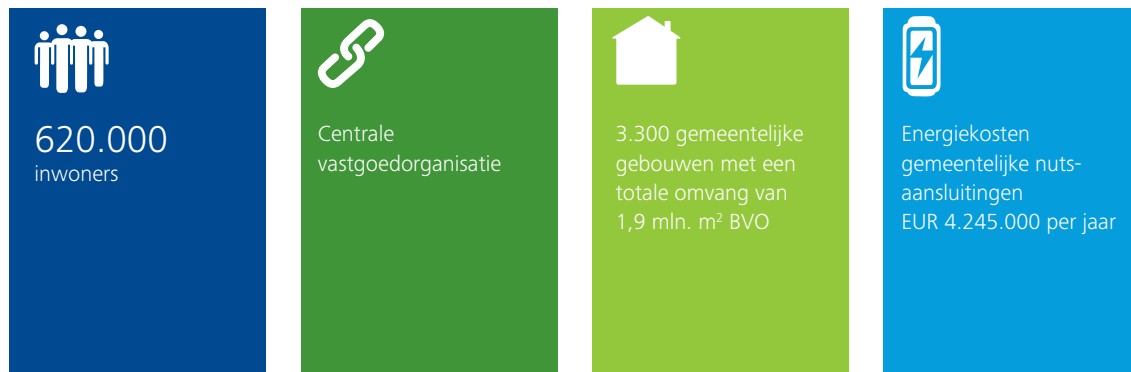 620.000
inwoners
Centrale
vastgoedorganisatie
3.300 gemeentelijke
gebouwen met een
totale omvang van
1,9 mln. m² BVO
Energiekosten
gemeentelijke nuts-
aansluitingen
EUR 4.245.000 per jaar